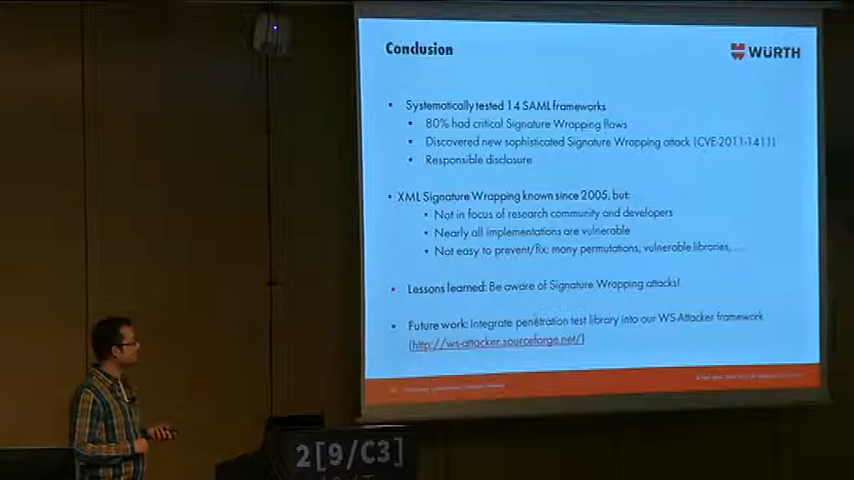 Conclusion
WÜRTH
• Systematically tested 14 SAML frameworks
• 80% had critical Signature Wrapping flaws
• Discovered new sophisticated Signature Wrapping attack (CVE-2011-1411)
• Responsible disclosure
• XML Signature Wrapping known since 2005, but:
• Not in focus of research community and developers
• Nearly all implementations are vulnerable
• Not easy to prevent/fix: many permutations, vulnerable libraries, ...
• Lessons learned: Be aware of Signature Wrapping attacks!
• Future work: Integrate penetration test library into our WS-Attacker framework
(http://ws-attacker.sourceforge.net/)
2[9/C3]